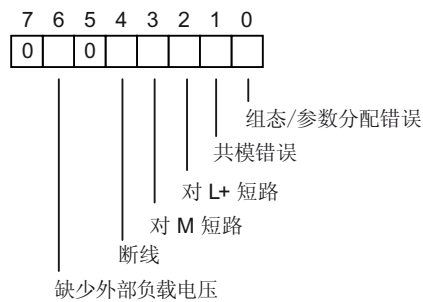 7 6 5 4 3 2 1 0
0 0
组态/参数分配错误
共模错误
对 L+ 短路
对 M 短路
断线
缺少外部负载电压